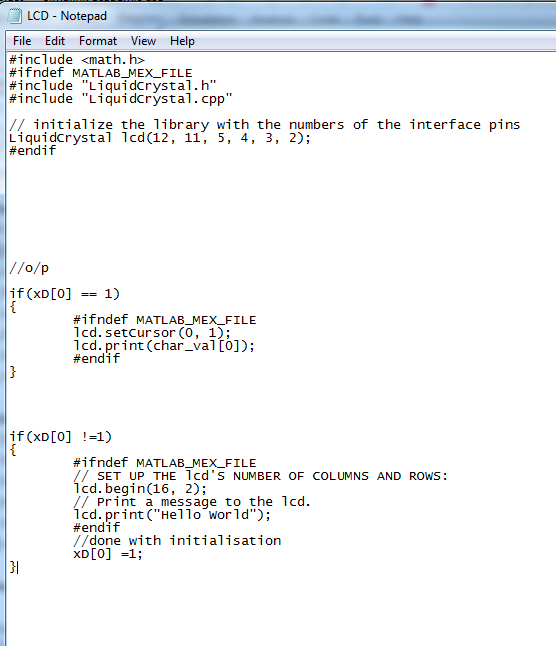 LCD - Notepad
File Edit Format View Help
#include <math.h>
#ifndef MATLAB_MEX_FILE
#include "LiquidCrystal.h"
#include "LiquidCrystal.cpp"
// initialize the library with the numbers of the interface pins
LiquidCrystal lcd(12, 11, 5, 4, 3, 2);
#endif
//o/p
if(xD[0] == 1)
{
#ifndef MATLAB_MEX_FILE
lcd.setCursor(0, 1);
lcd.print(char_val[0]);
#endif
}
if(xD[0] !=1)
{
#ifndef MATLAB_MEX_FILE
// SET UP THE lcd'S NUMBER OF COLUMNS AND ROWS:
lcd.begin(16, 2);
// Print a message to the lcd.
lcd.print("Hello World");
#endif
//done with initialisation
xD[0] =1;
}